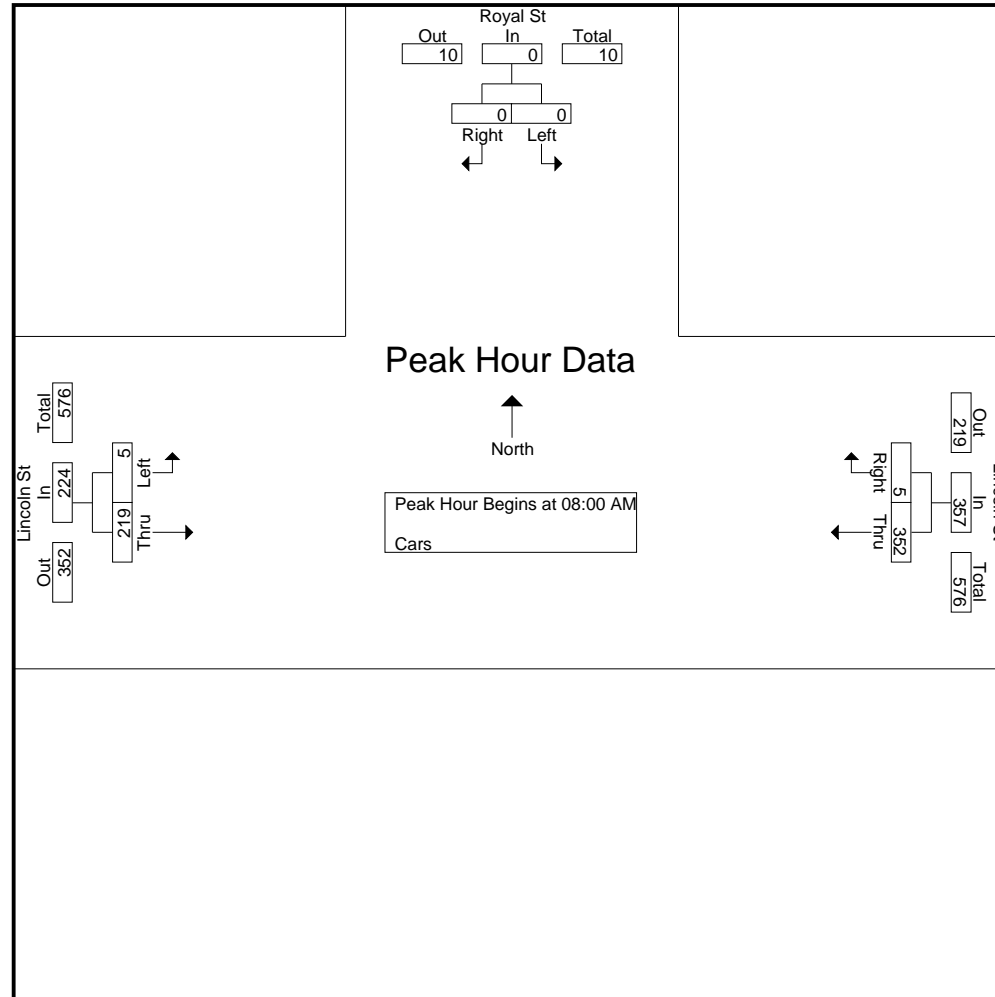 Royal St
Out In Total
10 0 10
0 0
Right Left
Peak Hour Data
North
Peak Hour Begins at 08:00 AM
Cars
Lincoln St
Out In Total
352 224 576
219 5
Thru Left
Out In Total
219 357 576
5 352
Right Thru